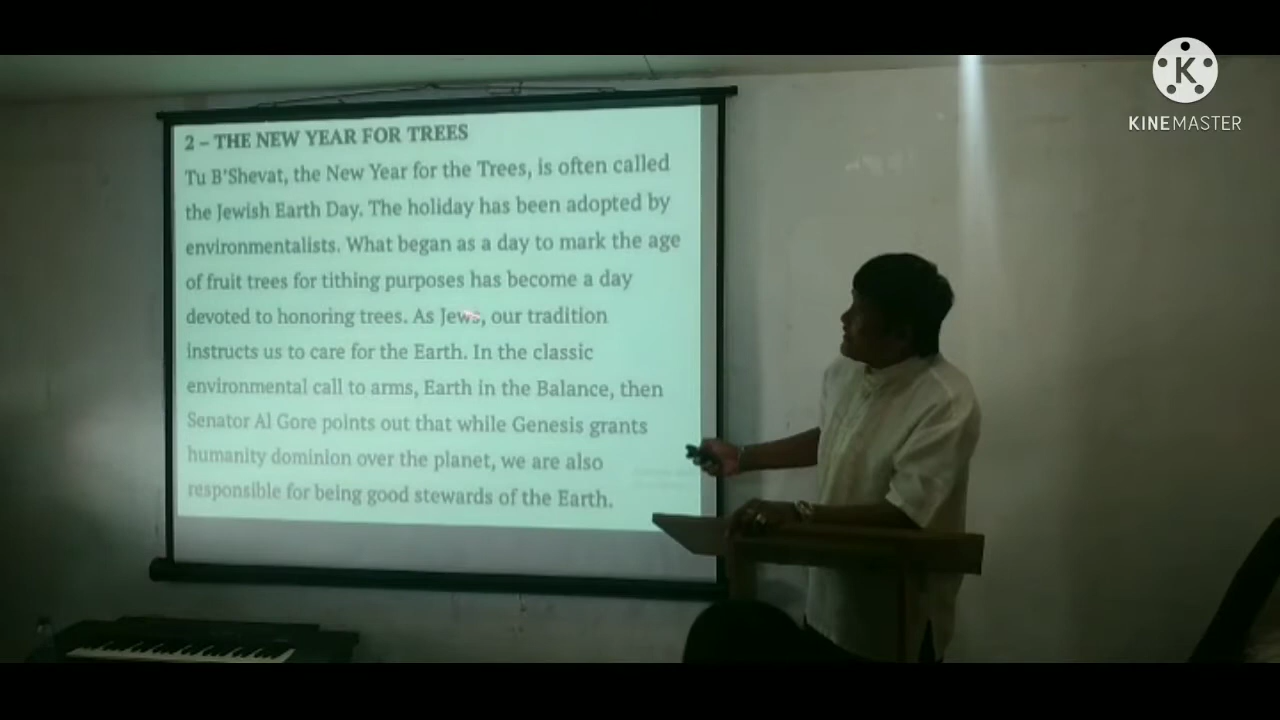 2 – THE NEW YEAR FOR TREES
Tu B'Shevat, the New Year for the Trees, is often called
the Jewish Earth Day. The holiday has been adopted by
environmentalists. What began as a day to mark the age
of fruit trees for tithing purposes has become a day
devoted to honoring trees. As Jews, our tradition
instructs us to care for the Earth. In the classic
environmental call to arms, Earth in the Balance, then
Senator Al Gore points out that while Genesis grants
humanity dominion over the planet, we are also
responsible for being good stewards of the Earth.
K
KINEMASTER